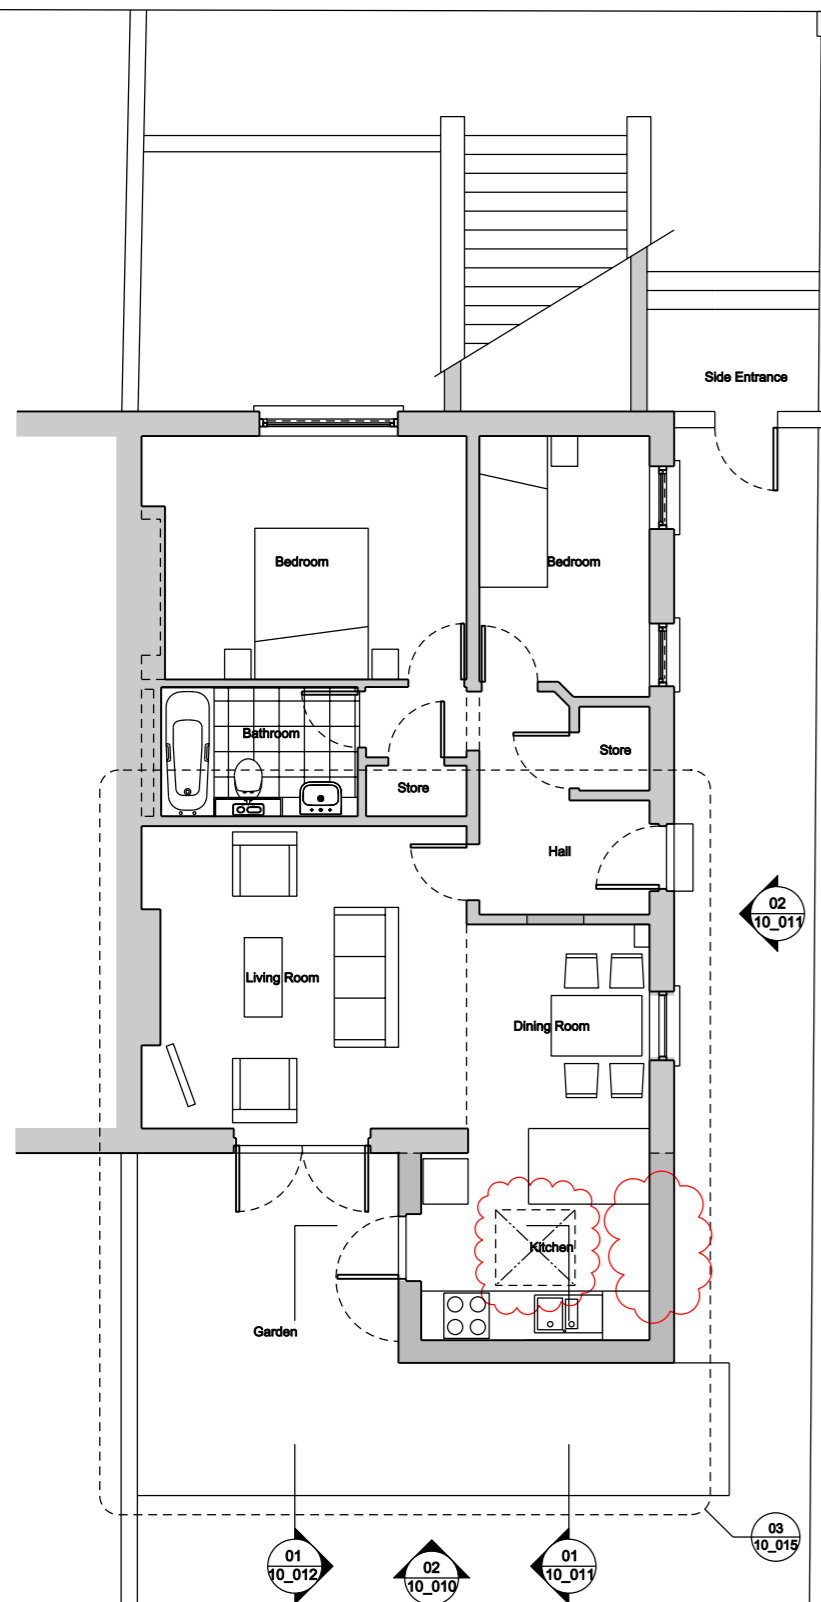 Side Entrance
Bedroom
Bedroom
Bathroom
Store
Store
Hall
02
10_011
Living Room
Dining Room
Kitchen
Garden
03
10_015
01
10_012
02
10_010
01
10_011